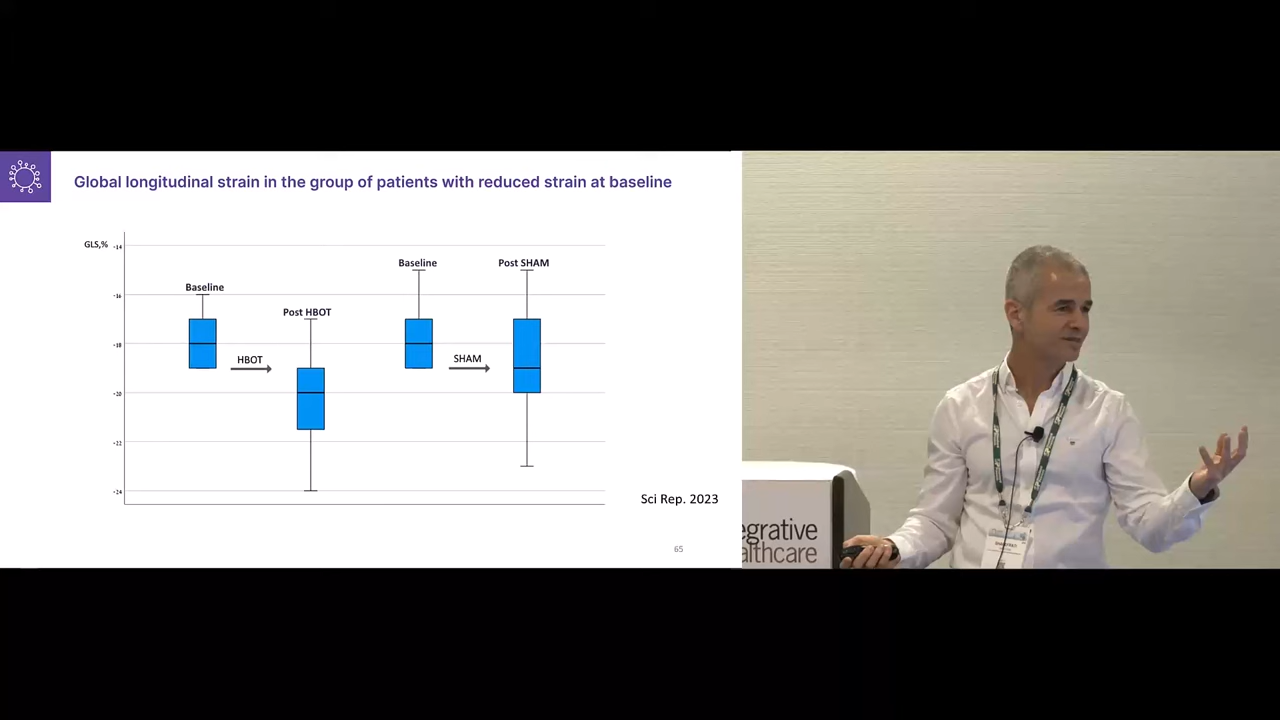 Global longitudinal strain in the group of patients with reduced strain at baseline
GLS,%
-14
-16
-18
-20
-22
-24
Baseline
HBOT
Post HBOT
Baseline
SHAM
Post SHAM
Sci Rep. 2023
65
egrative
althcare